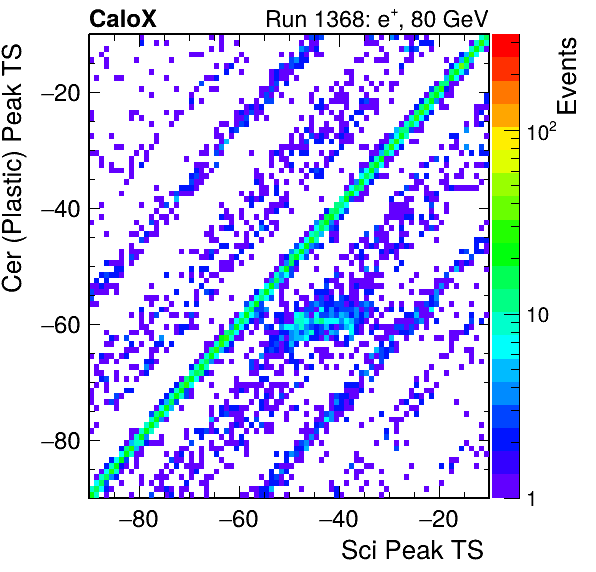 CaloX Run 1368: e⁺, 80 GeV
Cer (Plastic) Peak TS
−20
−40
−60
−80
−80 −60 −40 −20
Sci Peak TS
Events
10²
10
1